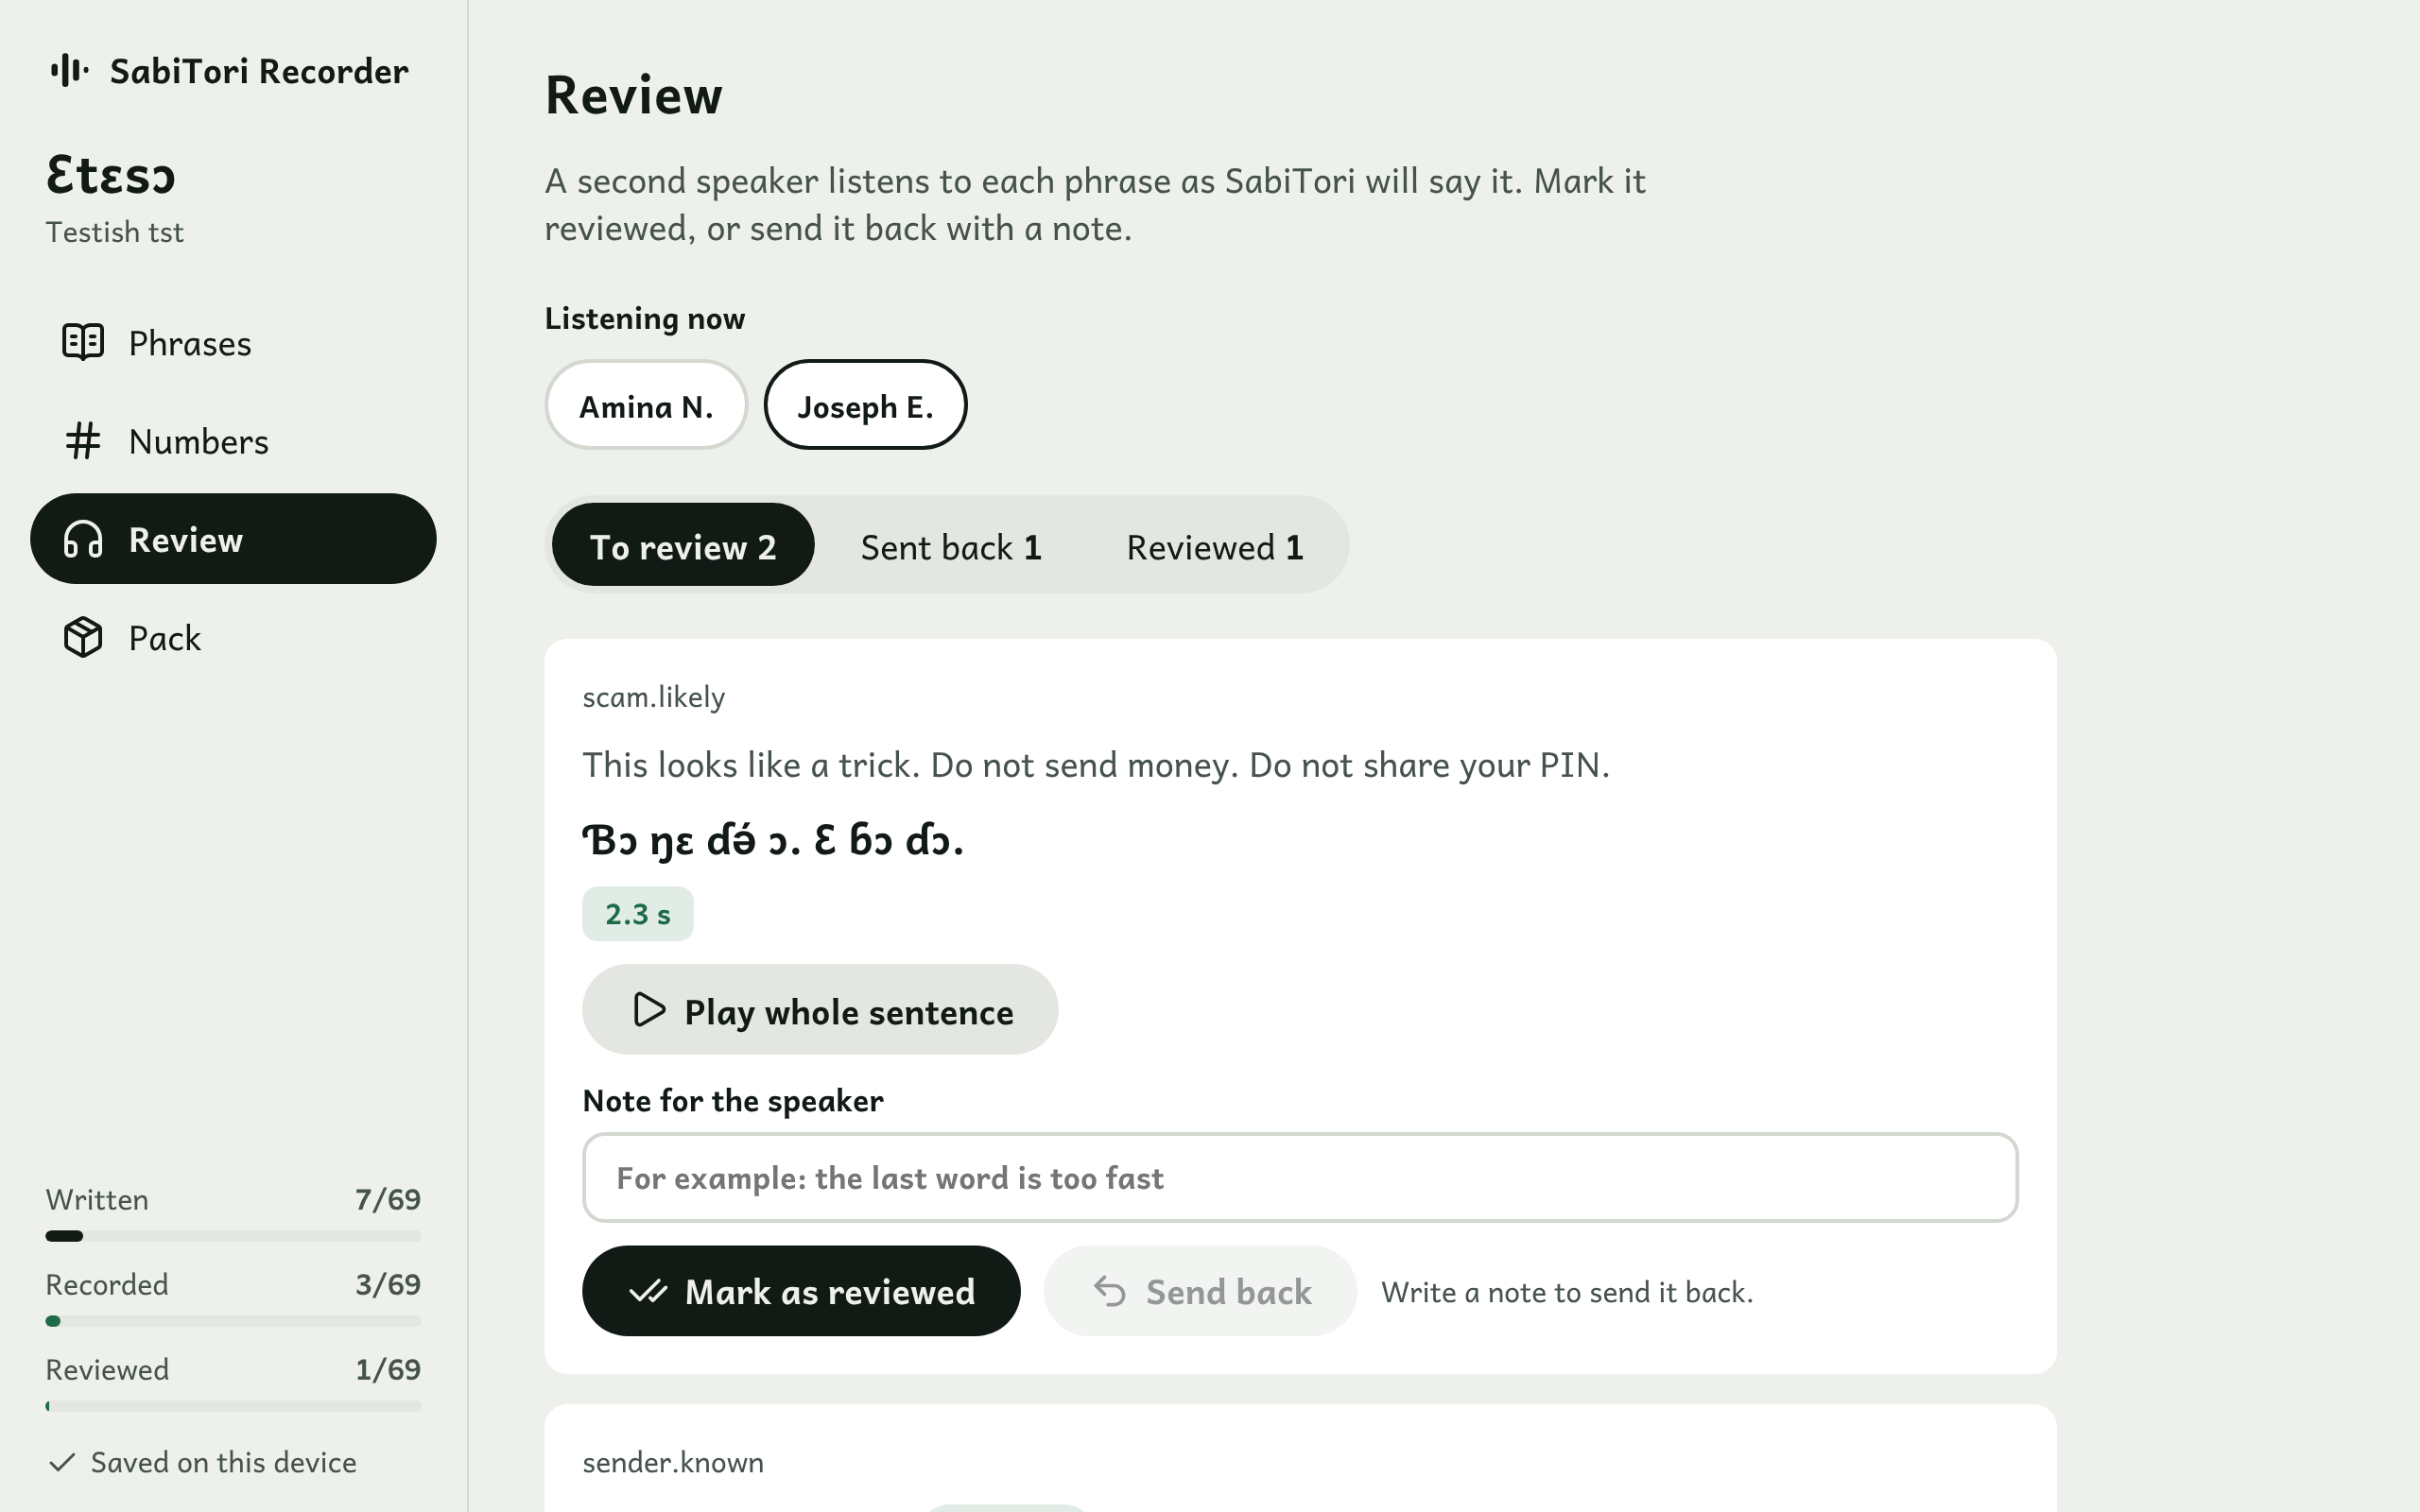 SabiTori Recorder
Ɛtɛsɔ
Testish tst
Phrases
Numbers
Review
Pack
Written 7/69
Recorded 3/69
Reviewed 1/69
Saved on this device
Review
A second speaker listens to each phrase as SabiTori will say it. Mark it
reviewed, or send it back with a note.
Listening now
Amina N. Joseph E.
To review 2 Sent back 1 Reviewed 1
scam.likely
This looks like a trick. Do not send money. Do not share your PIN.
Ɓɔ ŋɛ ɗǝ́ ɔ. Ɛ ɓɔ ɗɔ.
2.3 s
Play whole sentence
Note for the speaker
For example: the last word is too fast
Mark as reviewed Send back Write a note to send it back.
sender.known